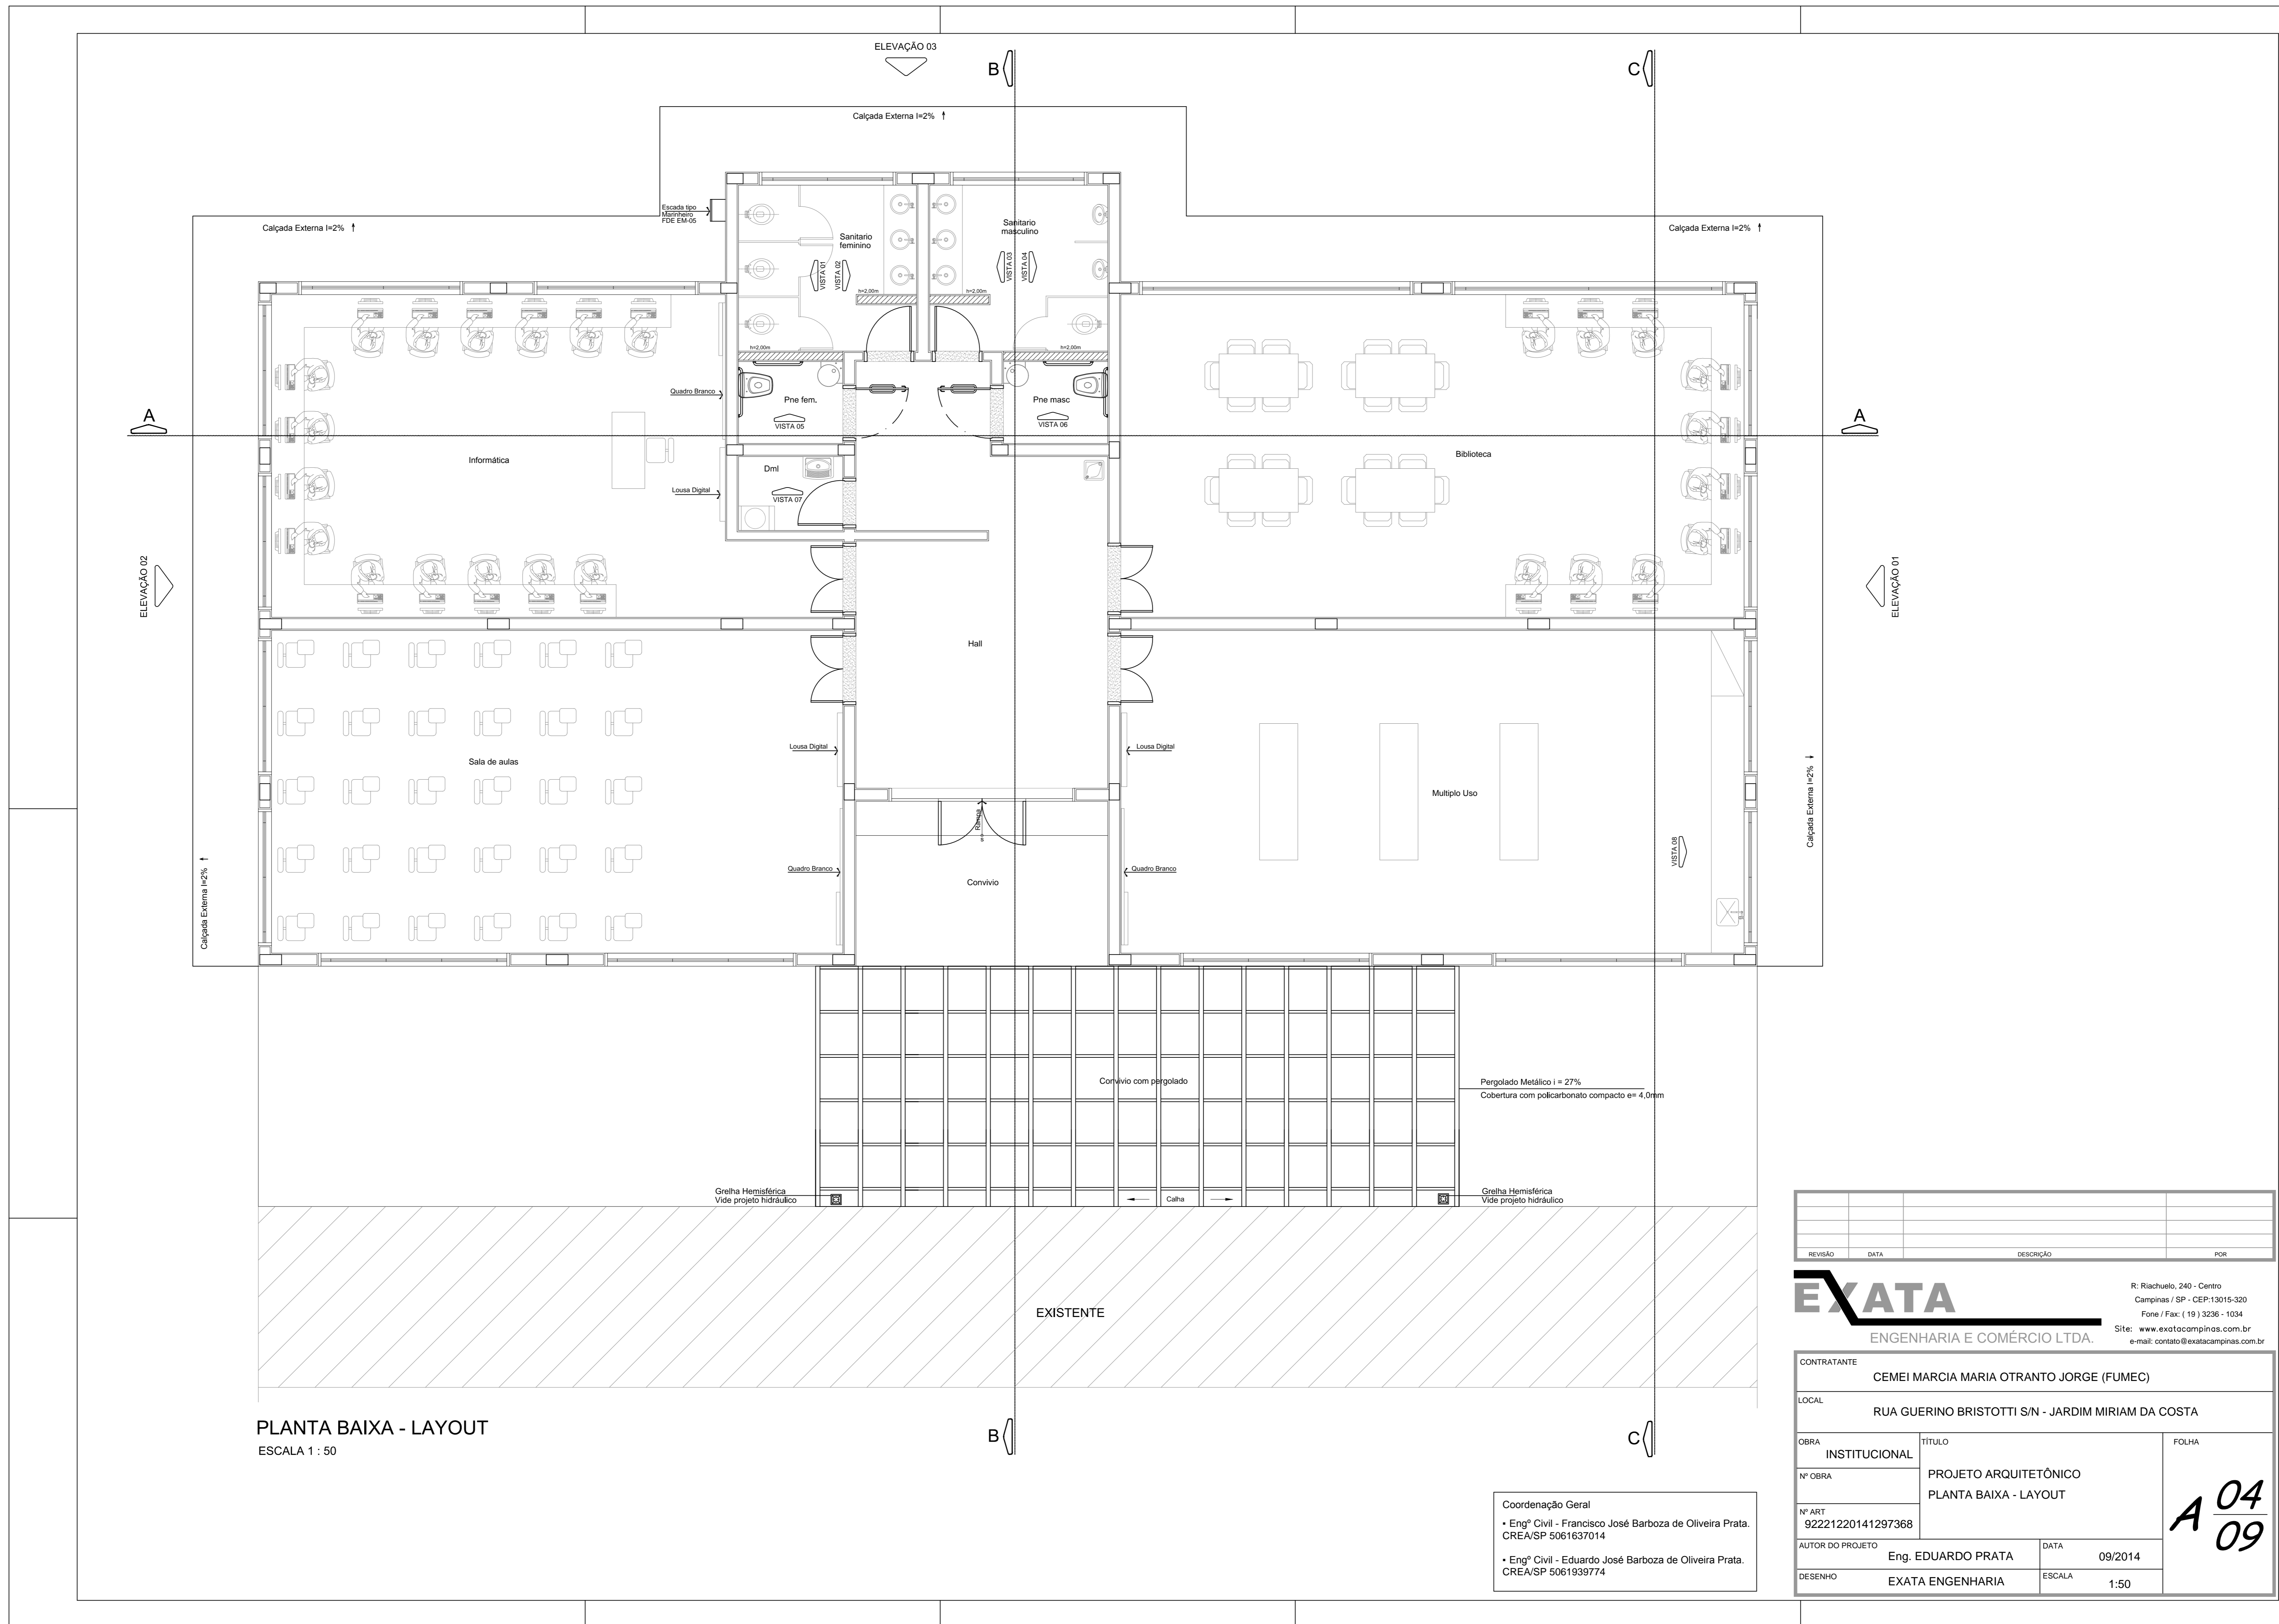 ELEVAÇÃO 03
B
C
Calçada Externa I=2%
Escada tipo
Marinheiro
FDE EM-05
Calçada Externa I=2%
Sanitario
feminino
Sanitario
masculino
Calçada Externa I=2%
VISTA 01
VISTA 02
VISTA 03
VISTA 04
h=2,00m
h=2,00m
h=2,00m
h=2,00m
Quadro Branco
Pne fem.
Pne masc
VISTA 05
VISTA 06
A
A
Informática
Biblioteca
Dml
Lousa Digital
VISTA 07
ELEVAÇÃO 02
ELEVAÇÃO 01
Hall
Lousa Digital
Lousa Digital
Sala de aulas
Multiplo Uso
Calçada Externa I=2%
Rampa
VISTA 08
Quadro Branco
Quadro Branco
Convivio
Calçada Externa I=2%
Convivio com pergolado
Pergolado Metálico i = 27%
Cobertura com policarbonato compacto e= 4,0mm
Grelha Hemisférica
Vide projeto hidráulico
Calha
Grelha Hemisférica
Vide projeto hidráulico
EXISTENTE
PLANTA BAIXA - LAYOUT
ESCALA 1 : 50
B
C
Coordenação Geral
• Engº Civil - Francisco José Barboza de Oliveira Prata.
CREA/SP 5061637014
• Engº Civil - Eduardo José Barboza de Oliveira Prata.
CREA/SP 5061939774
REVISÃO DATA DESCRIÇÃO POR
EXATA
ENGENHARIA E COMÉRCIO LTDA.
R: Riachuelo, 240 - Centro
Campinas / SP - CEP:13015-320
Fone / Fax: ( 19 ) 3236 - 1034
Site: www.exatacampinas.com.br
e-mail: contato@exatacampinas.com.br
CONTRATANTE
CEMEI MARCIA MARIA OTRANTO JORGE (FUMEC)
LOCAL
RUA GUERINO BRISTOTTI S/N - JARDIM MIRIAM DA COSTA
OBRA
INSTITUCIONAL
Nº OBRA
Nº ART
92221220141297368
TÍTULO
PROJETO ARQUITETÔNICO
PLANTA BAIXA - LAYOUT
FOLHA
A 04
09
AUTOR DO PROJETO
Eng. EDUARDO PRATA
DATA
09/2014
DESENHO
EXATA ENGENHARIA
ESCALA
1:50